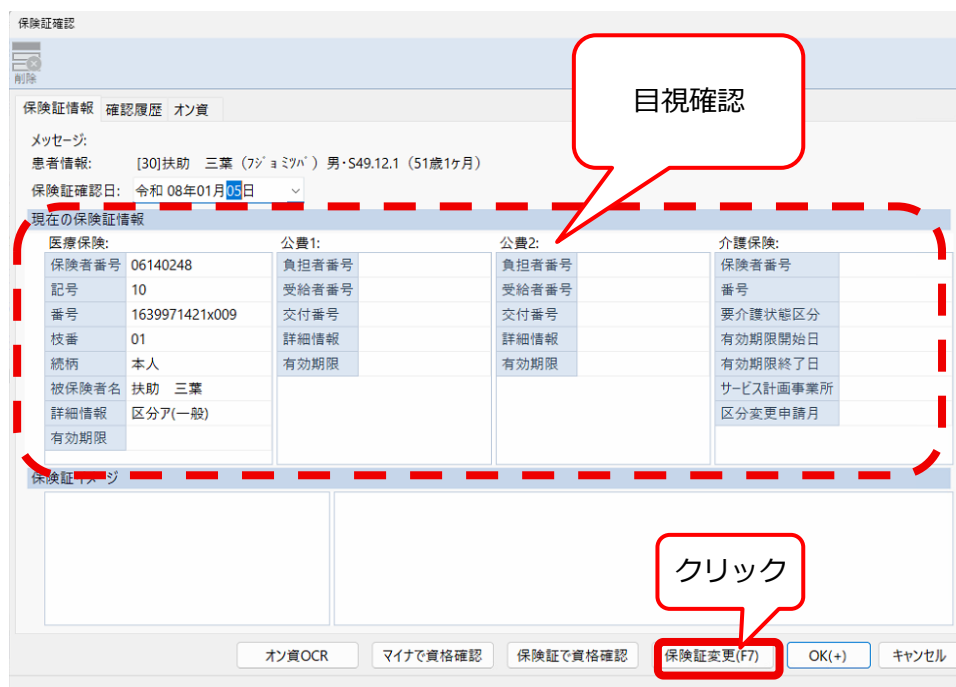 保険証確認
削除
目視確認
保険証情報 確認履歴 オン資
メッセージ:
患者情報: [30]扶助 三葉 (フジョミツバ) 男・S49.12.1 (51歳1ヶ月)
保険証確認日: 令和 08年01月05日
現在の保険証情報
医療保険: 公費1: 公費2: 介護保険:
保険者番号 06140248 負担者番号 負担者番号 保険者番号
記号 10 受給者番号 受給者番号 番号
番号 1639971421x009 交付番号 交付番号 要介護状態区分
枝番 01 詳細情報 詳細情報 有効期限開始日
続柄 本人 有効期限 有効期限 有効期限終了日
被保険者名 扶助 三葉 サービス計画事業所
詳細情報 区分ア(一般) 区分変更申請月
有効期限
保険証イメージ
クリック
オン資OCR マイナで資格確認 保険証で資格確認 保険証変更(F7) OK(+) キャンセル